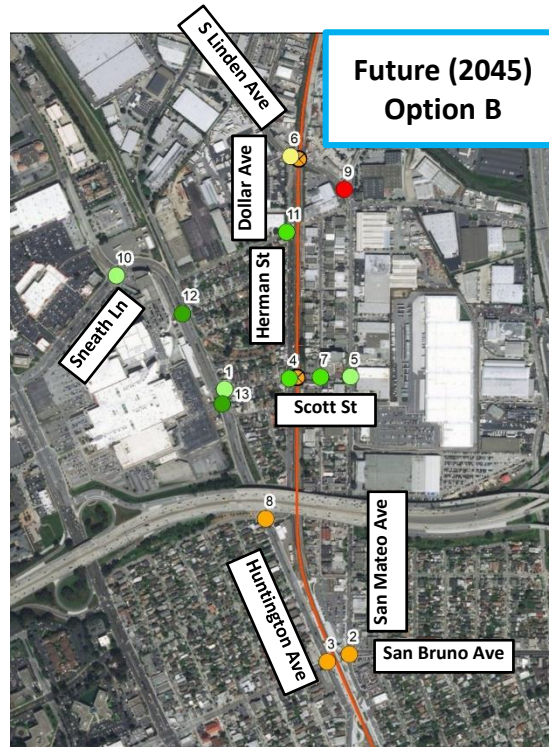 S Linden Ave
Future (2045)
Option B
Dollar Ave
6
9
11
Herman St
10
Sneath Ln
12
1
13
4
7
5
Scott St
8
San Mateo Ave
Huntington Ave
3
2
San Bruno Ave